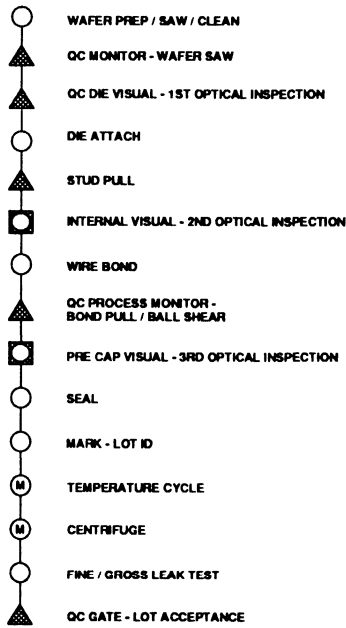 WAFER PREP / SAW / CLEAN
QC MONITOR - WAFER SAW
QC DIE VISUAL - 1ST OPTICAL INSPECTION
DIE ATTACH
STUD PULL
INTERNAL VISUAL - 2ND OPTICAL INSPECTION
WIRE BOND
QC PROCESS MONITOR -
BOND PULL / BALL SHEAR
PRE CAP VISUAL - 3RD OPTICAL INSPECTION
SEAL
MARK - LOT ID
M TEMPERATURE CYCLE
M CENTRIFUGE
FINE / GROSS LEAK TEST
QC GATE - LOT ACCEPTANCE